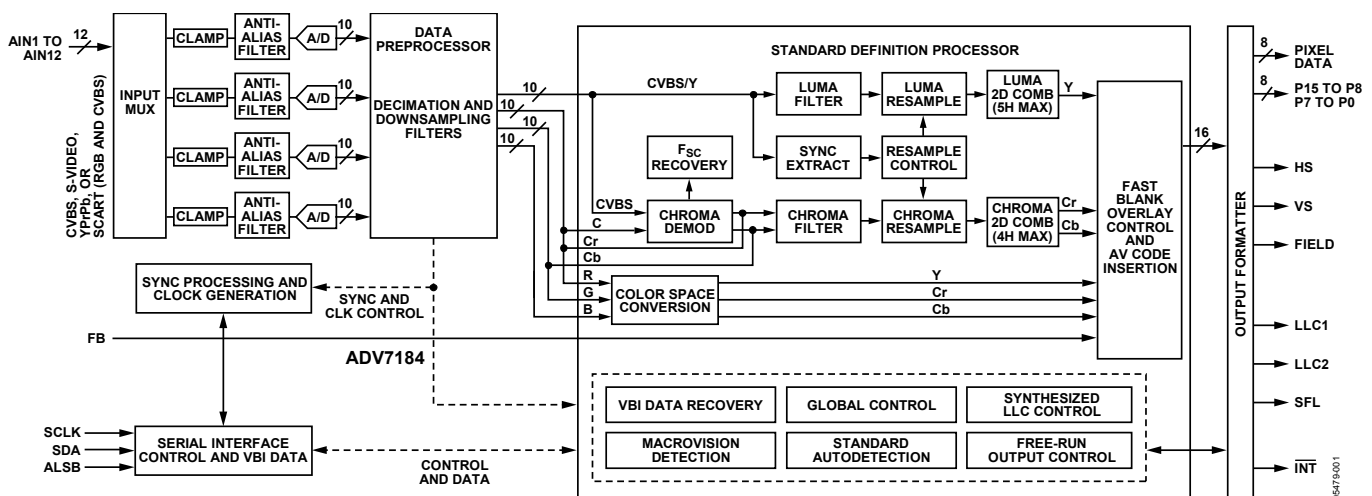 AIN1 TO
AIN12
12
INPUT
MUX
CVBS, S-VIDEO,
YPrPb, OR
SCART (RGB AND CVBS)
CLAMP
ANTI-
ALIAS
FILTER
A/D
10
CLAMP
ANTI-
ALIAS
FILTER
A/D
10
CLAMP
ANTI-
ALIAS
FILTER
A/D
10
CLAMP
ANTI-
ALIAS
FILTER
A/D
10
DATA
PREPROCESSOR
DECIMATION AND
DOWNSAMPLING
FILTERS
10
10
10
10
STANDARD DEFINITION PROCESSOR
CVBS/Y
LUMA
FILTER
LUMA
RESAMPLE
LUMA
2D COMB
(5H MAX)
Y
SYNC
EXTRACT
RESAMPLE
CONTROL
FSC
RECOVERY
CVBS
C
CHROMA
DEMOD
CHROMA
FILTER
CHROMA
RESAMPLE
CHROMA
2D COMB
(4H MAX)
Cr
Cb
Cr
Cb
R
G
B
COLOR SPACE
CONVERSION
Y
Cr
Cb
FAST
BLANK
OVERLAY
CONTROL
AND
AV CODE
INSERTION
16
OUTPUT FORMATTER
8
PIXEL
DATA
8
P15 TO P8
P7 TO P0
HS
VS
FIELD
LLC1
LLC2
SFL
INT
SYNC PROCESSING AND
CLOCK GENERATION
SYNC AND
CLK CONTROL
FB
ADV7184
SCLK
SDA
ALSB
SERIAL INTERFACE
CONTROL AND VBI DATA
CONTROL
AND DATA
VBI DATA RECOVERY
GLOBAL CONTROL
SYNTHESIZED
LLC CONTROL
MACROVISION
DETECTION
STANDARD
AUTODETECTION
FREE-RUN
OUTPUT CONTROL
05479-001